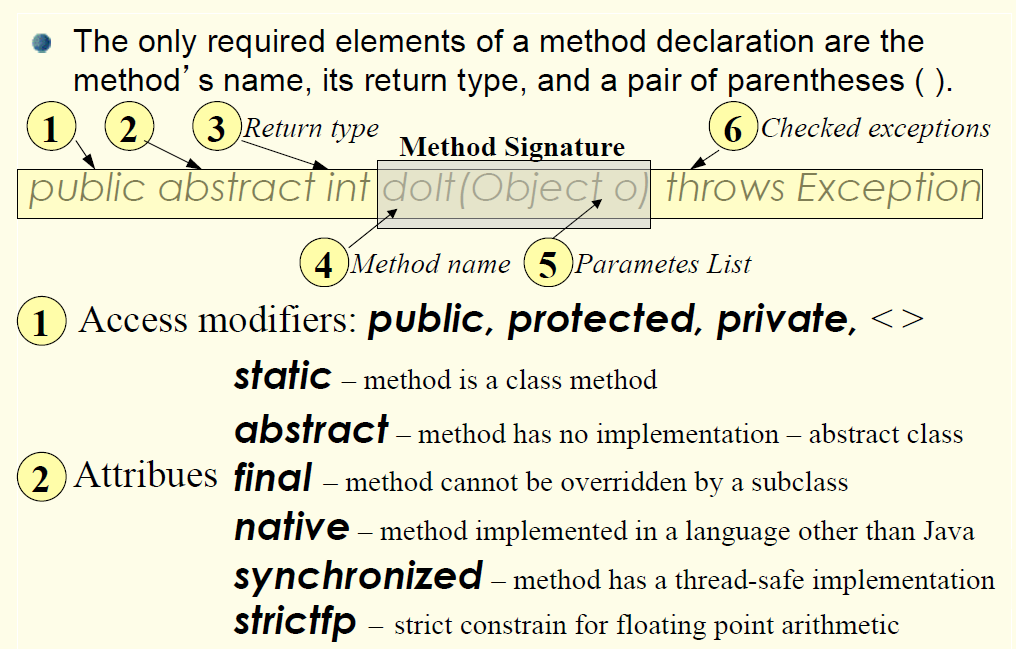 The only required elements of a method declaration are the
method's name, its return type, and a pair of parentheses ( ).
1 2 3 Return type 6 Checked exceptions
Method Signature
public abstract int doIt(Object o) throws Exception
4 Method name 5 Parametes List
1 Access modifiers: public, protected, private, < >
static – method is a class method
abstract – method has no implementation – abstract class
2 Attribues final – method cannot be overridden by a subclass
native – method implemented in a language other than Java
synchronized – method has a thread-safe implementation
strictfp – strict constrain for floating point arithmetic